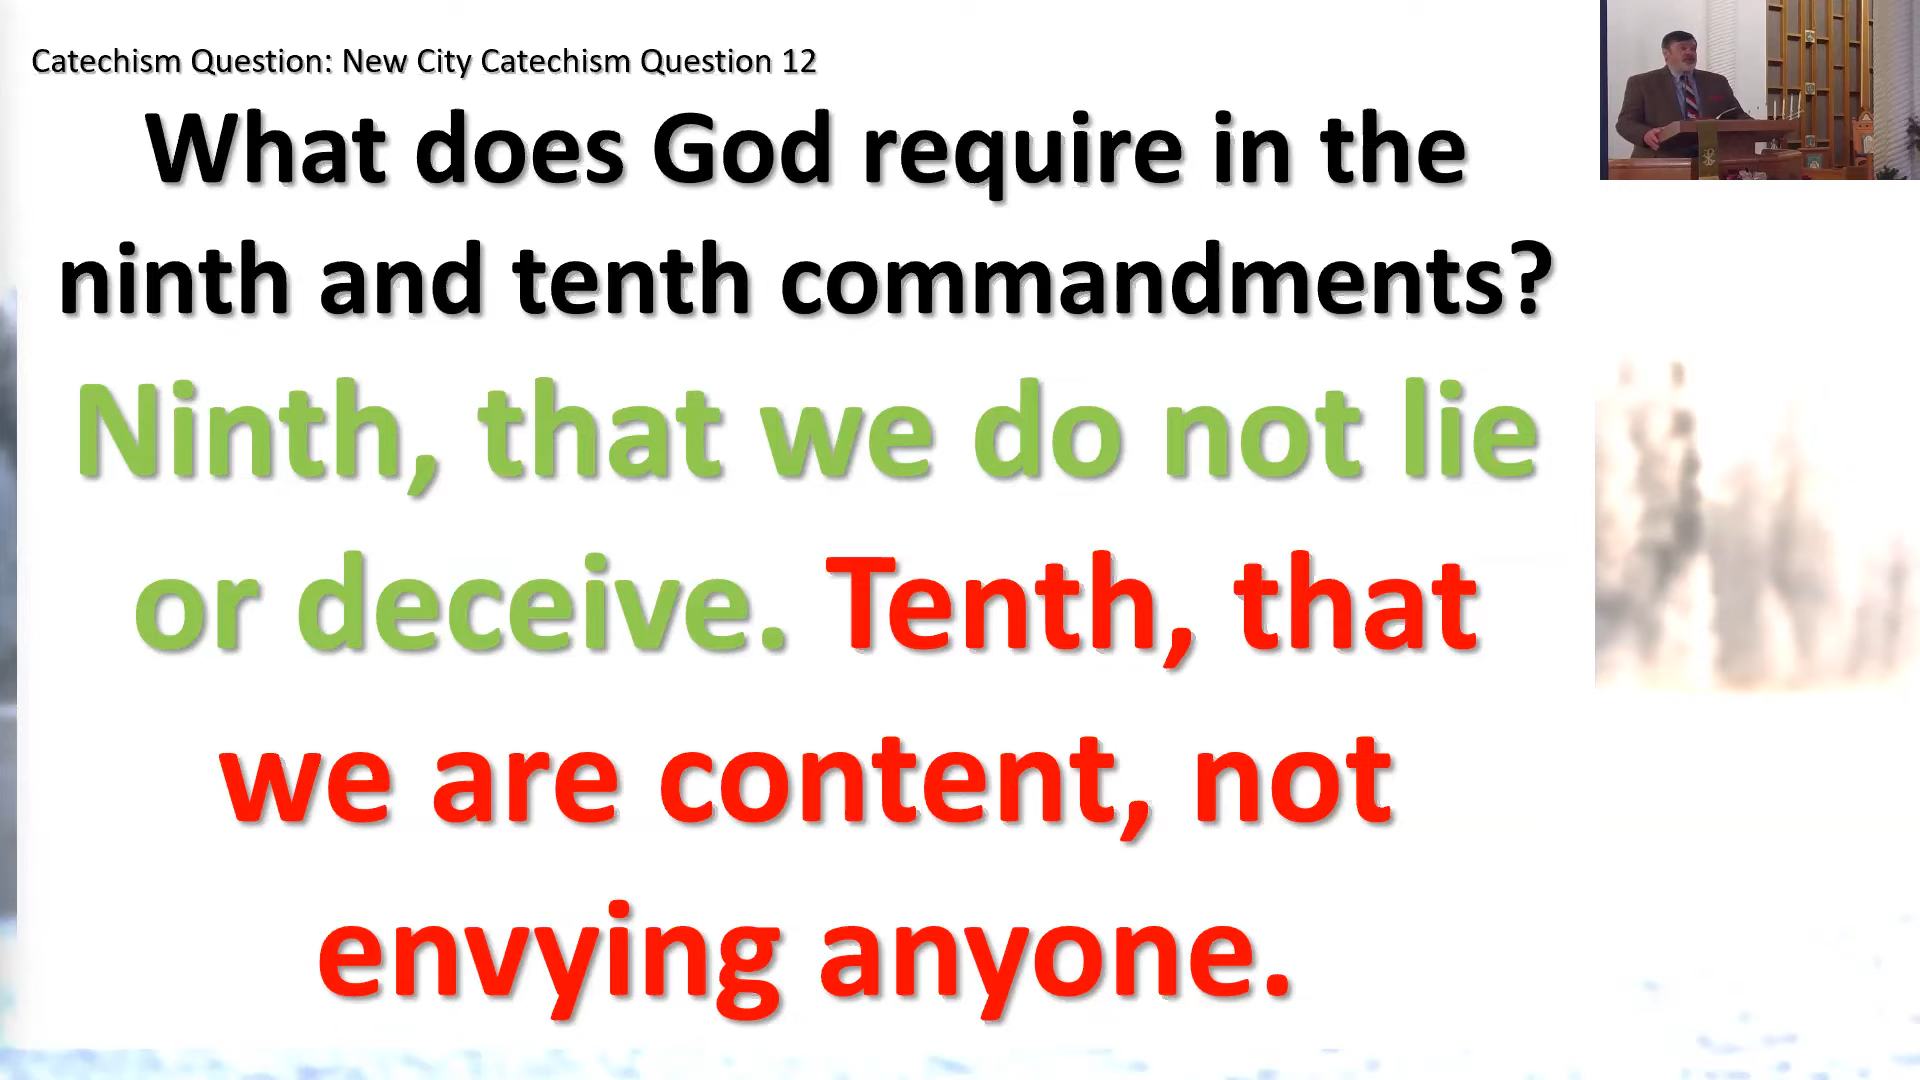 Catechism Question: New City Catechism Question 12
What does God require in the
ninth and tenth commandments?
Ninth, that we do not lie
or deceive. Tenth, that
we are content, not
envying anyone.